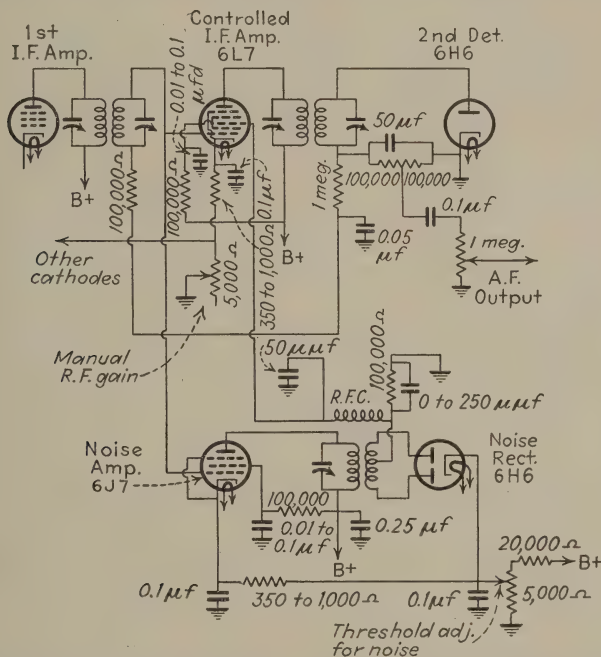 1st
I.F. Amp.
Controlled
I.F. Amp.
6L7
2nd Det.
6H6
0.01 to 0.1
μfd
50μμf
B+
100,000Ω
100,000Ω
0.1μf
1 meg.
100,000
100,000
0.1μf
0.05
μf
B+
1 meg.
A.F.
Output
Other
cathodes
5,000Ω
350 to 1,000Ω
Manual
R.F. gain
50μμf
R.F.C.
100,000Ω
0 to 250μμf
Noise
Amp.
6J7
Noise
Rect.
6H6
100,000
0.01 to
0.1μf
0.25μf
B+
20,000Ω
B+
0.1μf
350 to 1,000Ω
0.1μf
5,000Ω
Threshold adj.
for noise